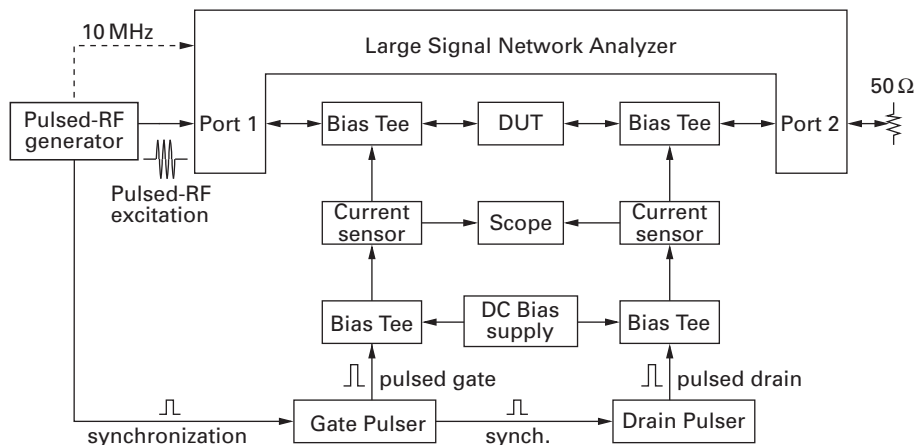 10 MHz
Large Signal Network Analyzer
50 Ω
Pulsed-RF
generator
Port 1
Bias Tee
DUT
Bias Tee
Port 2
Pulsed-RF
excitation
Current
sensor
Scope
Current
sensor
Bias Tee
DC Bias
supply
Bias Tee
pulsed gate
pulsed drain
Gate Pulser
Drain Pulser
synchronization
synch.